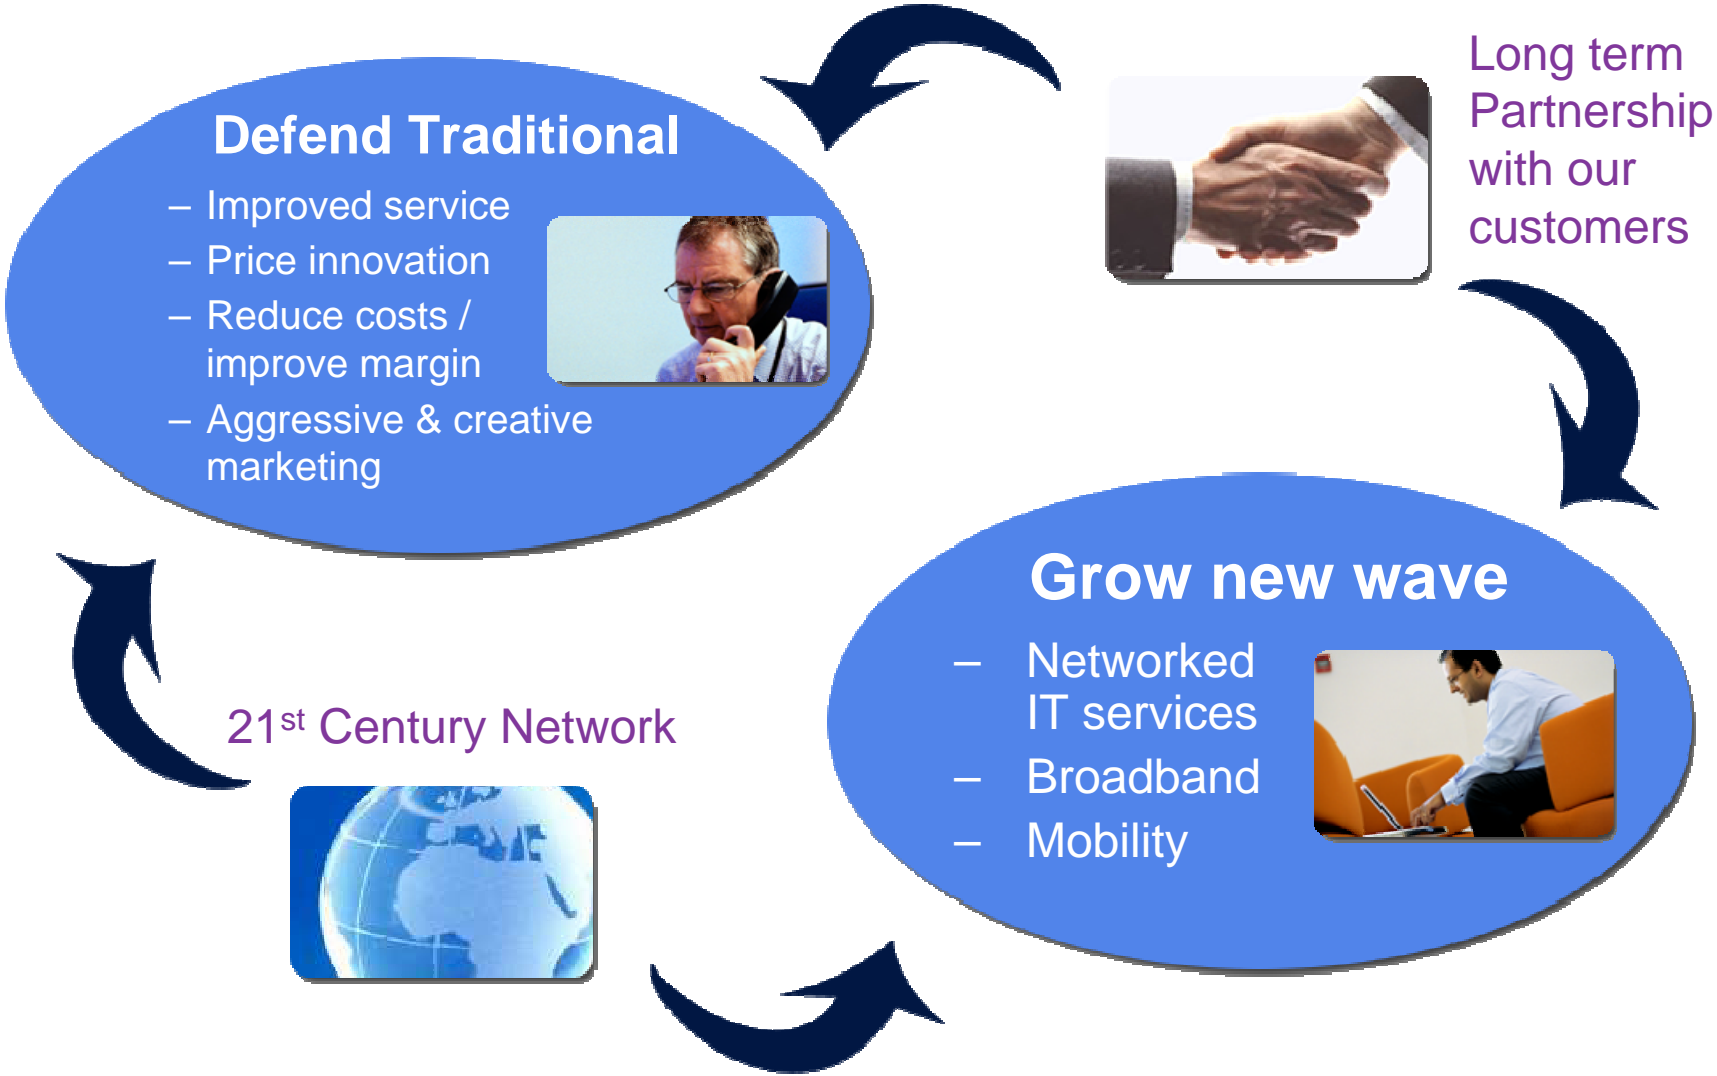 Defend Traditional
– Improved service
– Price innovation
– Reduce costs /
improve margin
– Aggressive & creative
marketing
Long term
Partnership
with our
customers
21st Century Network
Grow new wave
– Networked
IT services
– Broadband
– Mobility